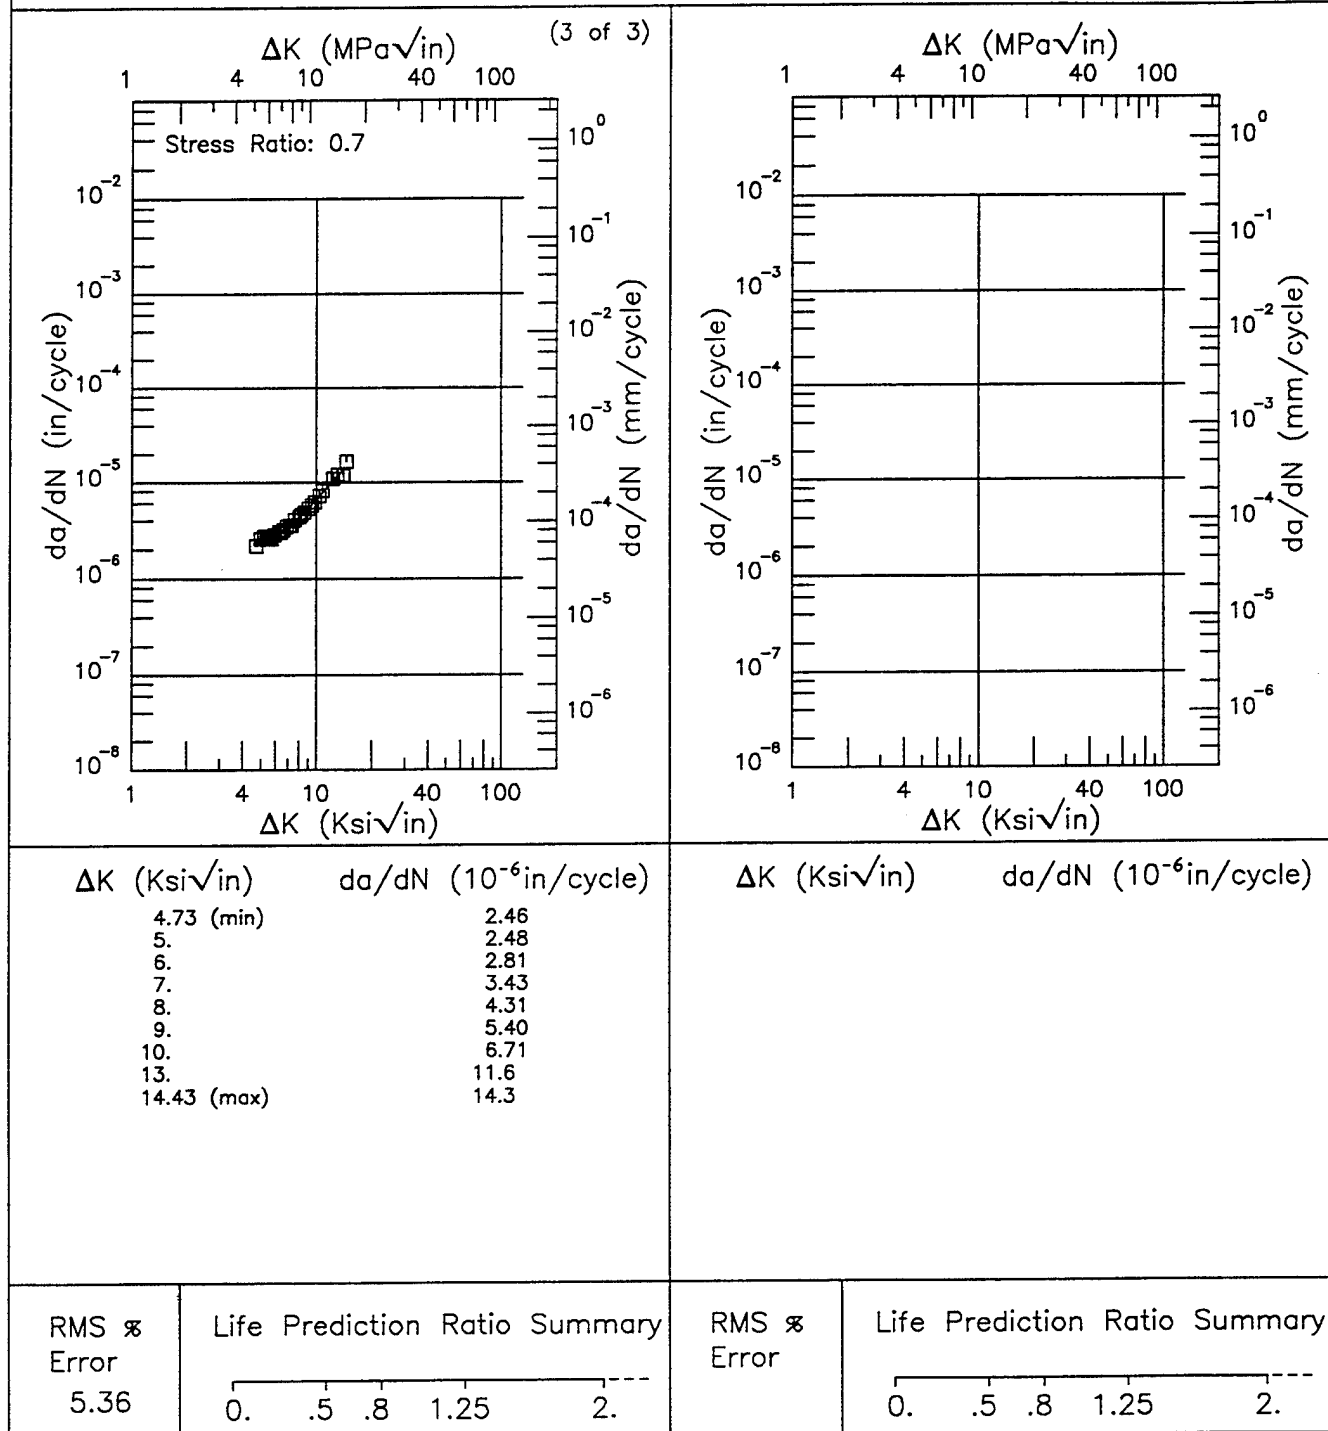 (3 of 3)
ΔK (MPa√in)
1 4 10 40 100
Stress Ratio: 0.7
da/dN (in/cycle)
10⁻²
10⁻³
10⁻⁴
10⁻⁵
10⁻⁶
10⁻⁷
10⁻⁸
10⁰
10⁻¹
10⁻²
10⁻³
10⁻⁴
10⁻⁵
10⁻⁶
da/dN (mm/cycle)
1 4 10 40 100
ΔK (Ksi√in)
ΔK (MPa√in)
1 4 10 40 100
da/dN (in/cycle)
10⁻²
10⁻³
10⁻⁴
10⁻⁵
10⁻⁶
10⁻⁷
10⁻⁸
10⁰
10⁻¹
10⁻²
10⁻³
10⁻⁴
10⁻⁵
10⁻⁶
da/dN (mm/cycle)
1 4 10 40 100
ΔK (Ksi√in)
ΔK (Ksi√in) da/dN (10⁻⁶in/cycle)
4.73 (min) 2.46
5. 2.48
6. 2.81
7. 3.43
8. 4.31
9. 5.40
10. 6.71
13. 11.6
14.43 (max) 14.3
ΔK (Ksi√in) da/dN (10⁻⁶in/cycle)
RMS %
Error
5.36
Life Prediction Ratio Summary
0. .5 .8 1.25 2.
RMS %
Error
Life Prediction Ratio Summary
0. .5 .8 1.25 2.